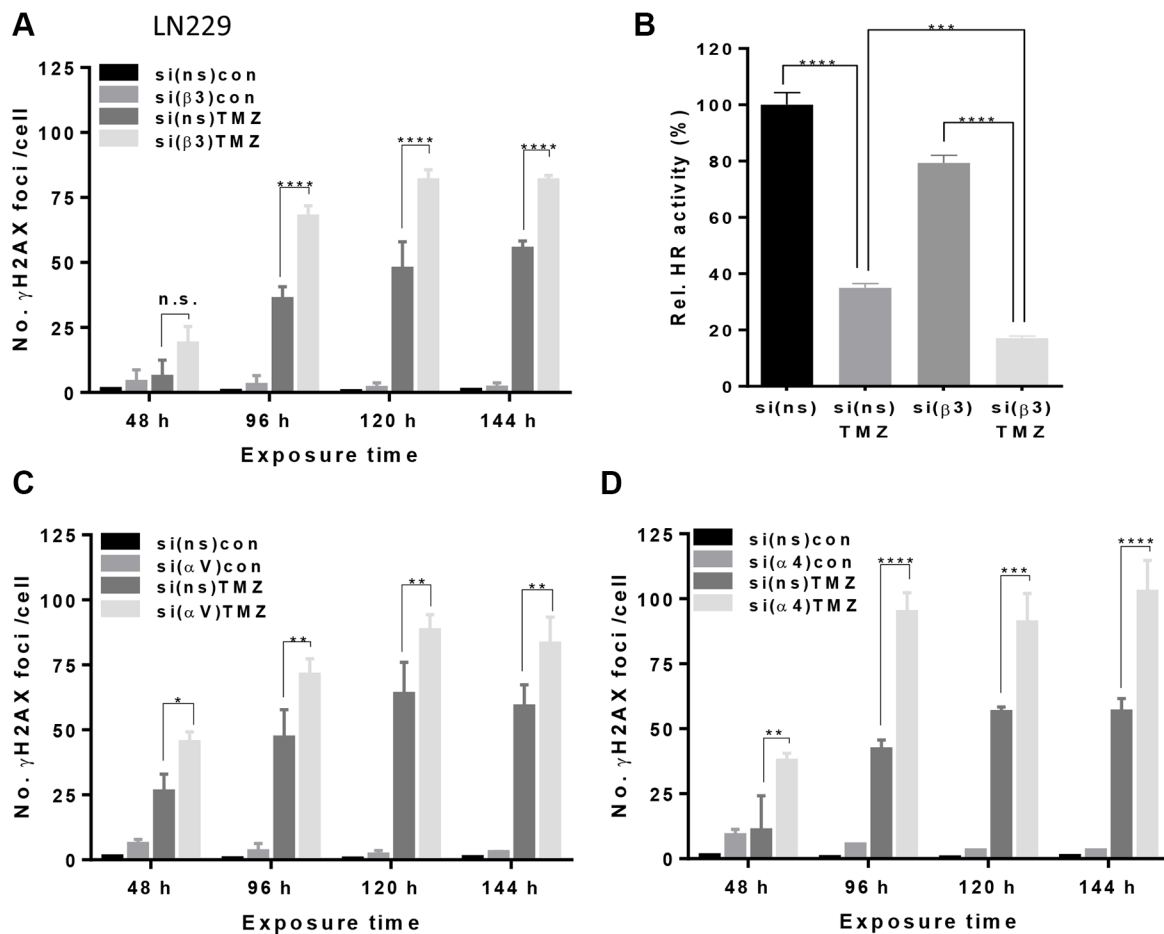 A
LN229
si(ns)con
si(β3)con
si(ns)TMZ
si(β3)TMZ
No. γH2AX foci/cell
125
100
75
50
25
0
n.s.
****
****
****
48 h
96 h
120 h
144 h
Exposure time
B
Rel. HR activity (%)
120
100
80
60
40
20
0
****
***
****
si(ns)
si(ns)
TMZ
si(β3)
si(β3)
TMZ
C
si(ns)con
si(αV)con
si(ns)TMZ
si(αV)TMZ
No. γH2AX foci/cell
125
100
75
50
25
0
*
**
**
**
48 h
96 h
120 h
144 h
Exposure time
D
si(ns)con
si(α4)con
si(ns)TMZ
si(α4)TMZ
No. γH2AX foci/cell
125
100
75
50
25
0
**
****
***
****
48 h
96 h
120 h
144 h
Exposure time